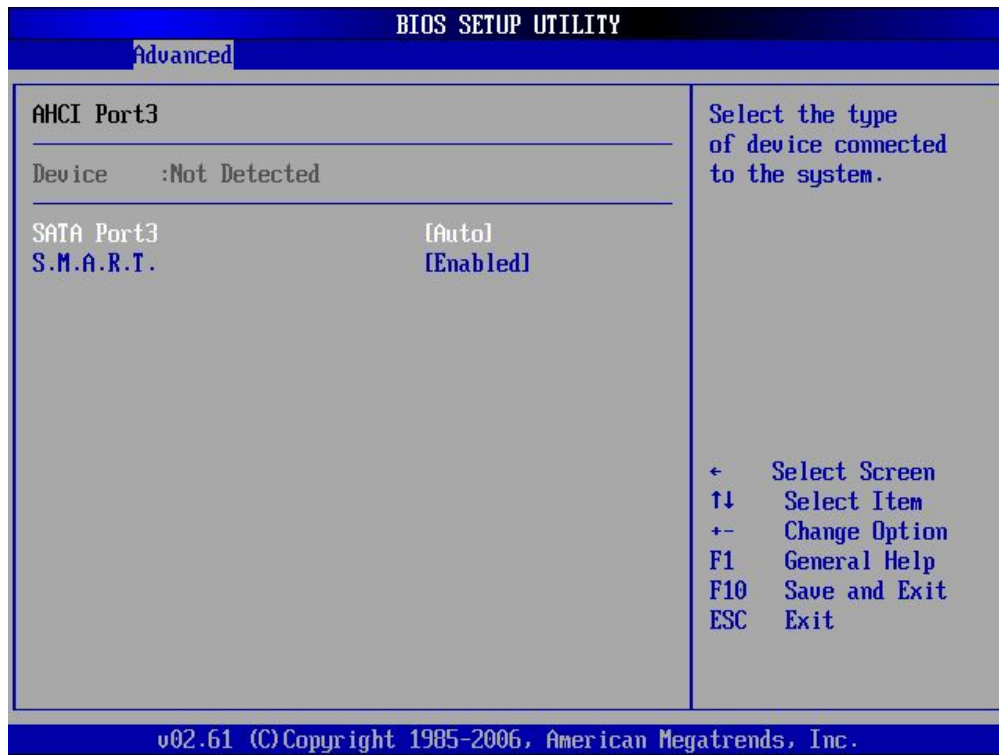 BIOS SETUP UTILITY
Advanced
AHCI Port3
Device :Not Detected
SATA Port3 [Auto]
S.M.A.R.T. [Enabled]
Select the type
of device connected
to the system.
← Select Screen
↑↓ Select Item
+- Change Option
F1 General Help
F10 Save and Exit
ESC Exit
v02.61 (C)Copyright 1985-2006, American Megatrends, Inc.